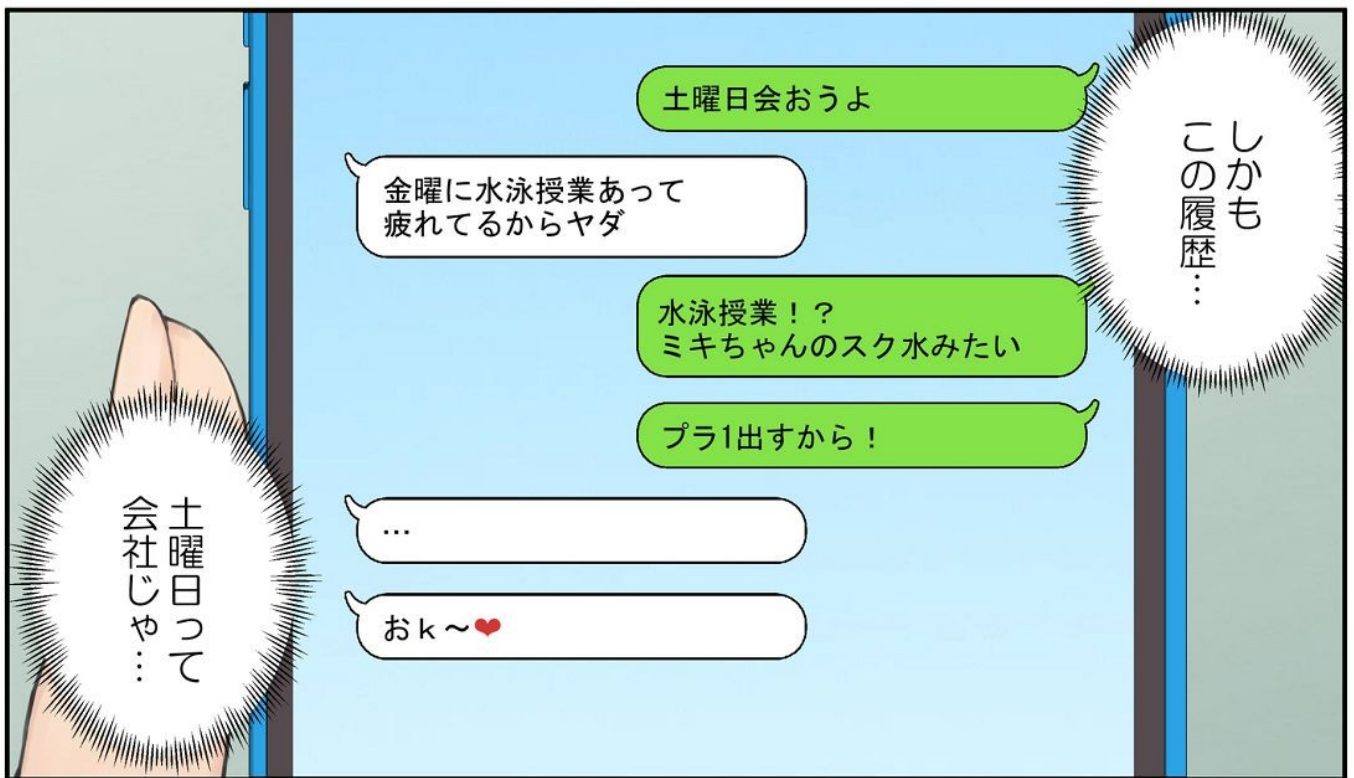 しかも
この履歴…
土曜日会おうよ
金曜に水泳授業あって
疲れてるからヤダ
水泳授業！？
ミキちゃんのスク水みたい
プラ1出すから！
…
おｋ～❤
土曜日って
会社じゃ…